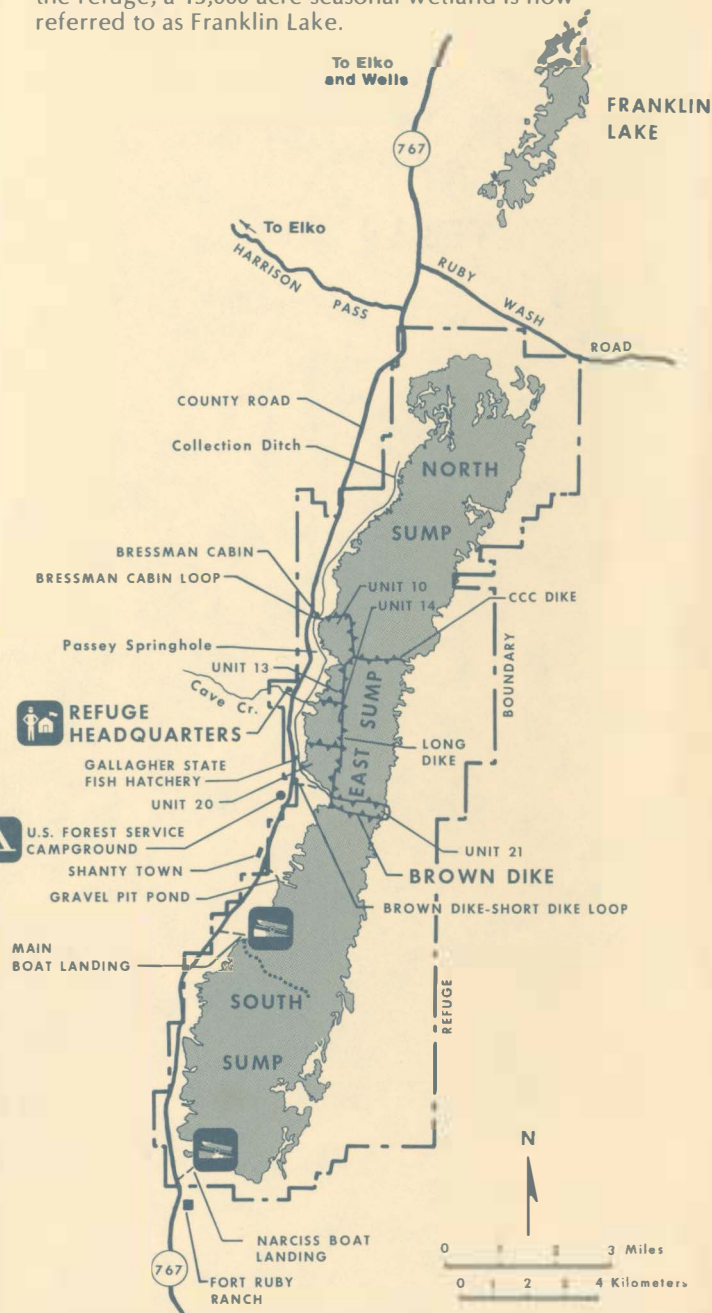 the refuge, a 15,000 acre seasonal wetland is now
referred to as Franklin Lake.
To Elko
and Wells
FRANKLIN
LAKE
767
To Elko
HARRISON PASS
RUBY WASH ROAD
COUNTY ROAD
Collection Ditch
NORTH
SUMP
BRESSMAN CABIN
BRESSMAN CABIN LOOP
UNIT 10
UNIT 14
CCC DIKE
Passey Springhole
UNIT 13
Cave Cr.
BOUNDARY
REFUGE
HEADQUARTERS
EAST SUMP
LONG
DIKE
GALLAGHER STATE
FISH HATCHERY
UNIT 20
U.S. FOREST SERVICE
CAMPGROUND
UNIT 21
SHANTY TOWN
BROWN DIKE
GRAVEL PIT POND
BROWN DIKE-SHORT DIKE LOOP
MAIN
BOAT LANDING
SOUTH
SUMP
REFUGE
N
NARCISS BOAT
LANDING
0 1 2 3 Miles
0 1 2 4 Kilometers
767
FORT RUBY
RANCH